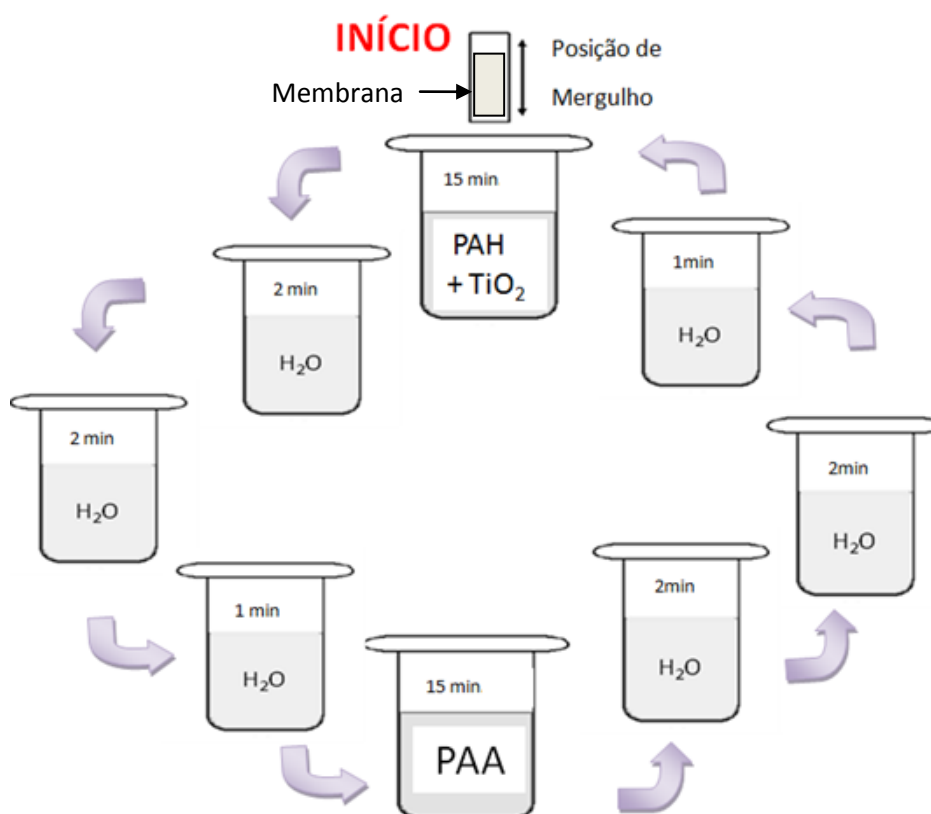 INÍCIO
Posição de
Mergulho
Membrana
15 min
PAH
+ TiO₂
2 min
H₂O
2 min
H₂O
1 min
H₂O
15 min.
PAA
2min
H₂O
2min
H₂O
1min
H₂O